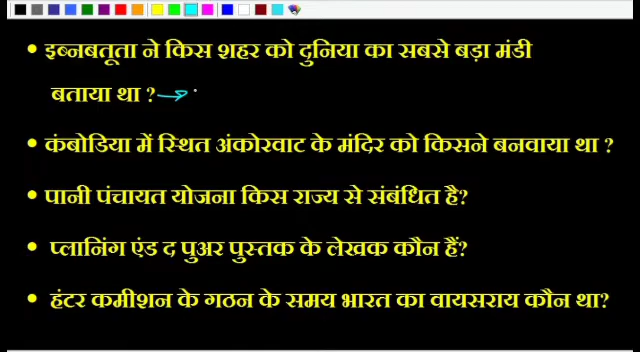 • इब्नबतूता ने किस शहर को दुनिया का सबसे बड़ा मंडी
बताया था ?
• कंबोडिया में स्थित अंकोरवाट के मंदिर को किसने बनवाया था ?
• पानी पंचायत योजना किस राज्य से संबंधित है?
• प्लानिंग एंड द पुअर पुस्तक के लेखक कौन हैं?
• हंटर कमीशन के गठन के समय भारत का वायसराय कौन था?